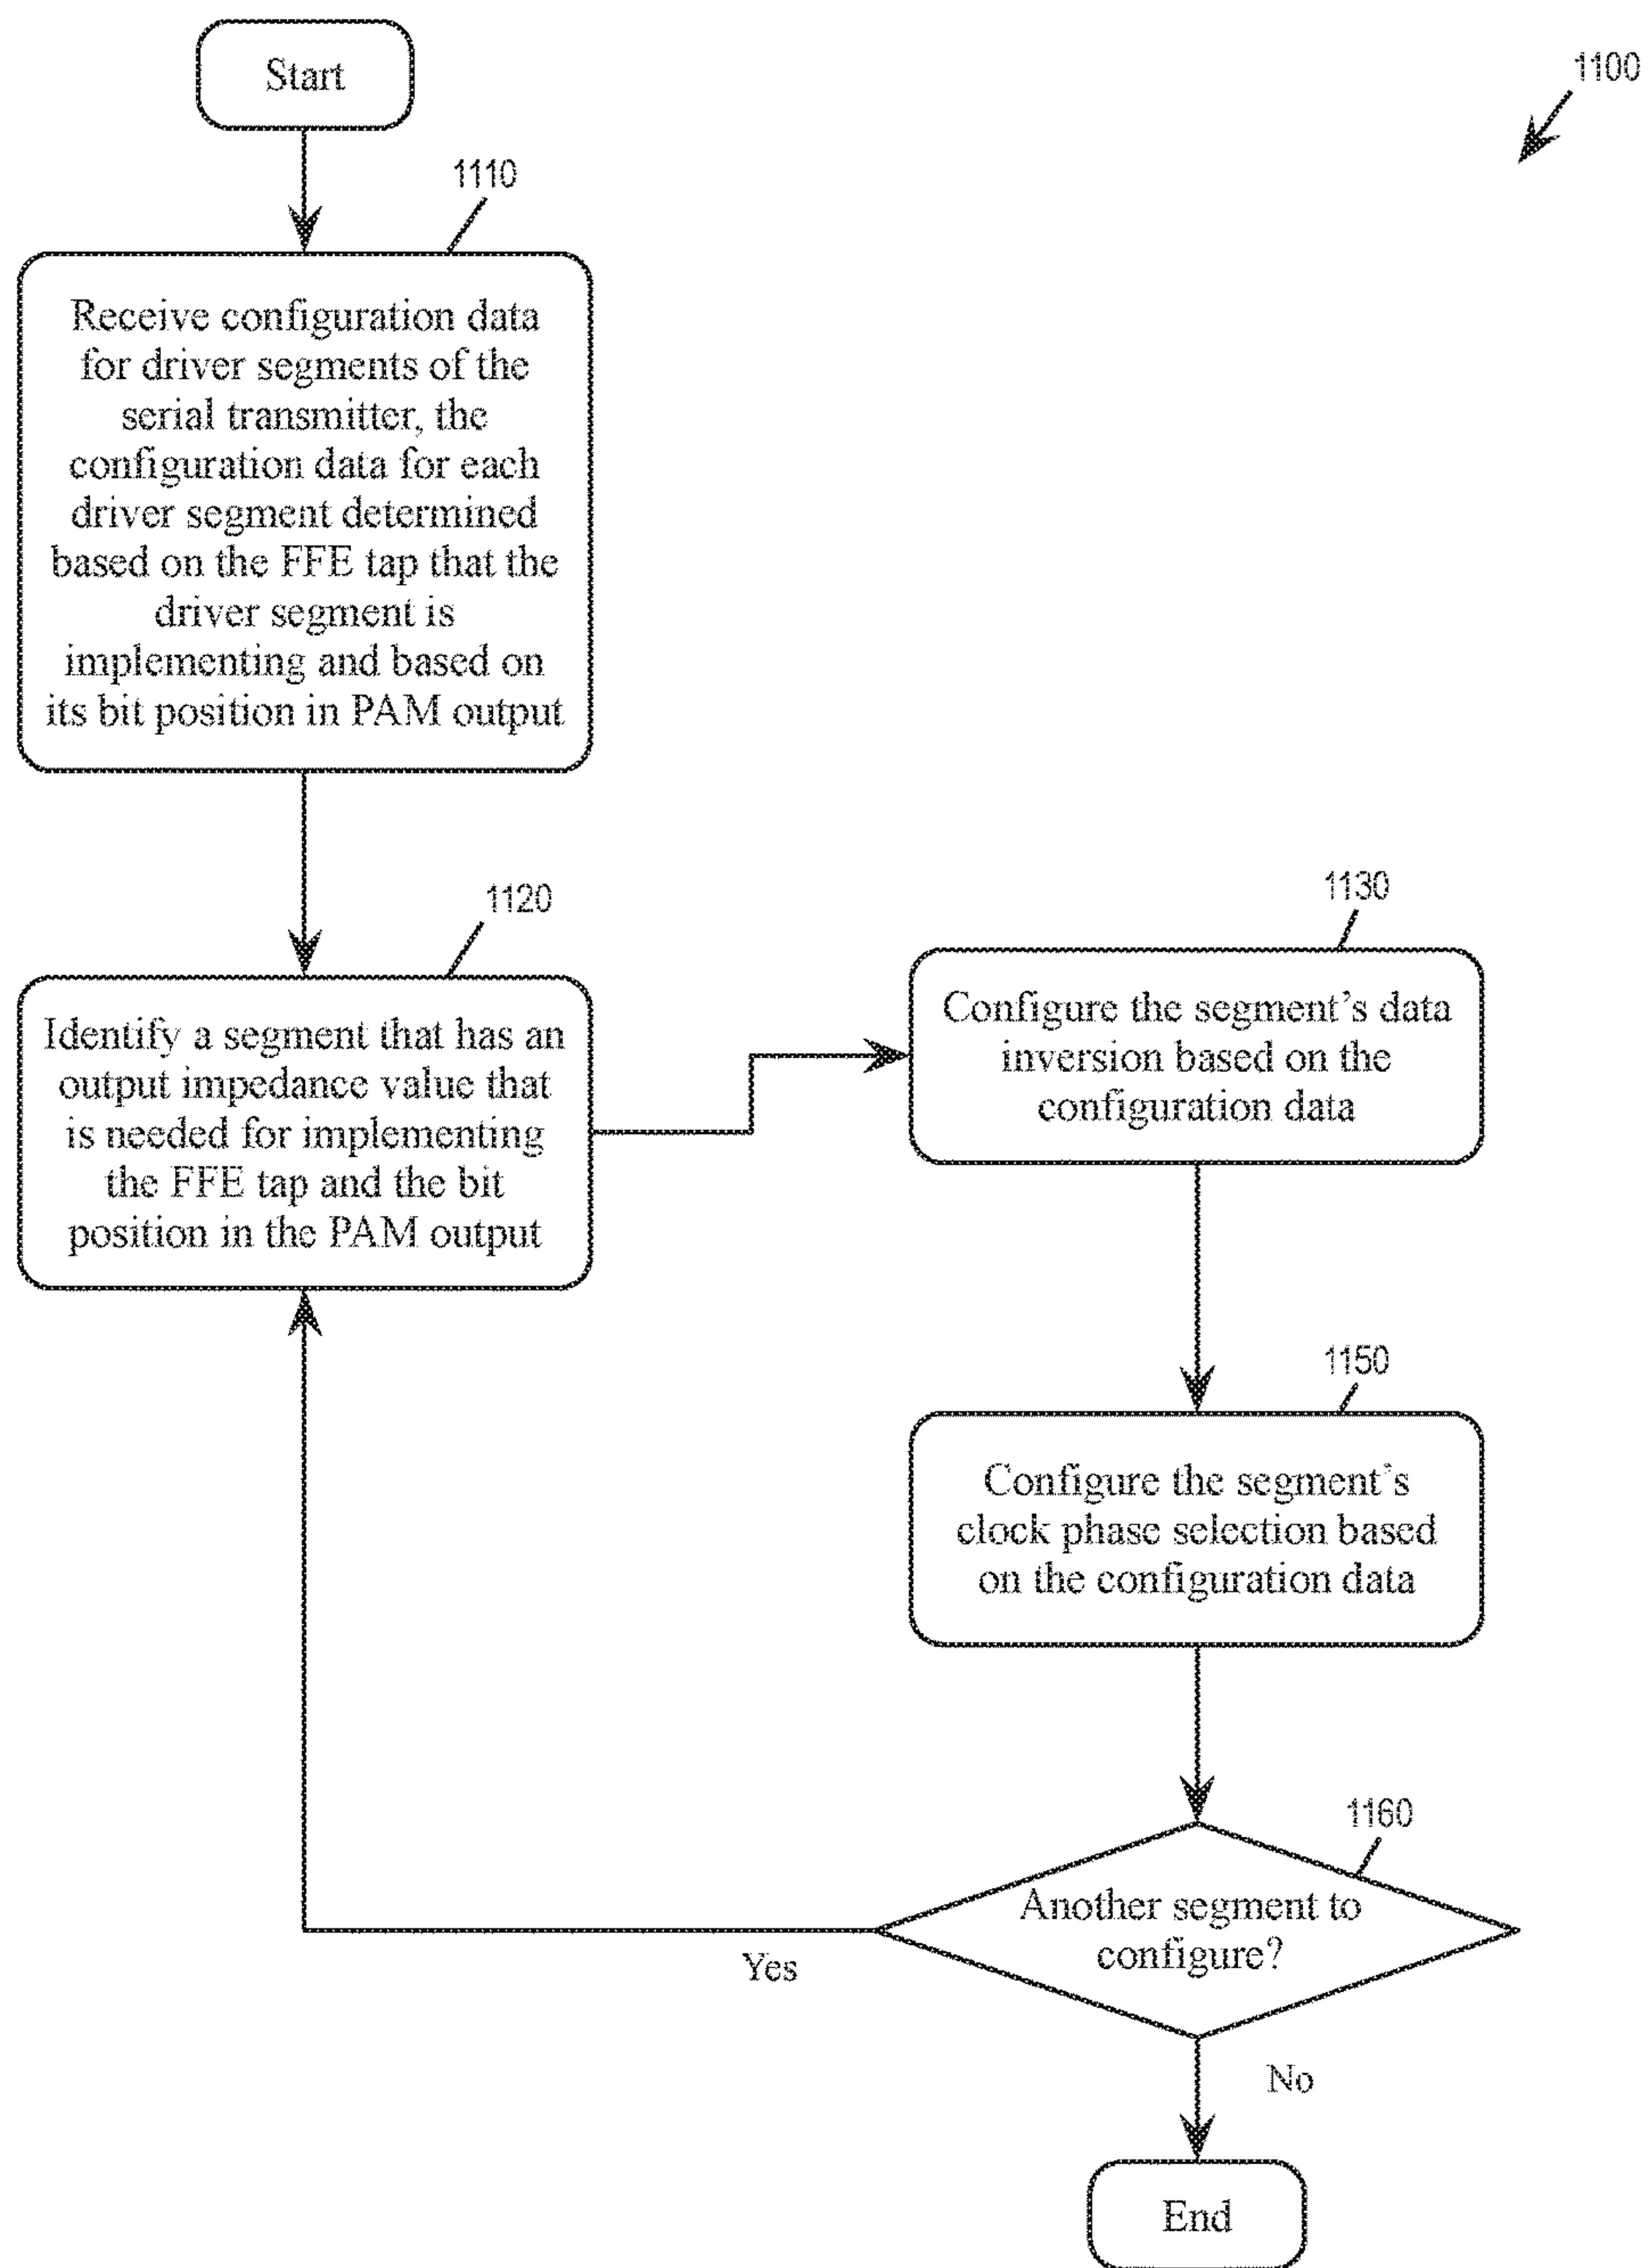 Start
1100
1110
Receive configuration data
for driver segments of the
serial transmitter, the
configuration data for each
driver segment determined
based on the FFE tap that the
driver segment is
implementing and based on
its bit position in PAM output
1120
Identify a segment that has an
output impedance value that
is needed for implementing
the FFE tap and the bit
position in the PAM output
1130
Configure the segment's data
inversion based on the
configuration data
1150
Configure the segment's
clock phase selection based
on the configuration data
1160
Another segment to
configure?
Yes
No
End